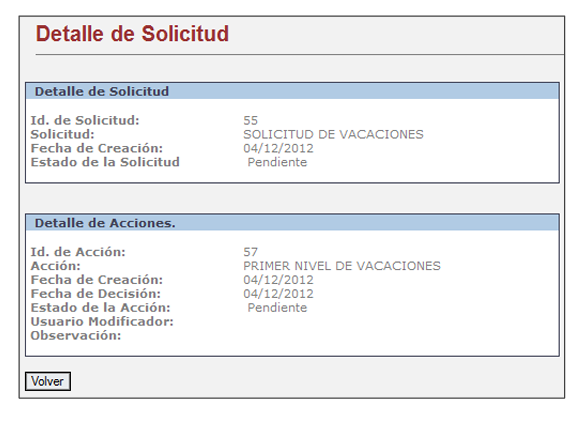 Detalle de Solicitud
Detalle de Solicitud
Id. de Solicitud: 55
Solicitud: SOLICITUD DE VACACIONES
Fecha de Creación: 04/12/2012
Estado de la Solicitud Pendiente
Detalle de Acciones.
Id. de Acción: 57
Acción: PRIMER NIVEL DE VACACIONES
Fecha de Creación: 04/12/2012
Fecha de Decisión: 04/12/2012
Estado de la Acción: Pendiente
Usuario Modificador:
Observación:
Volver